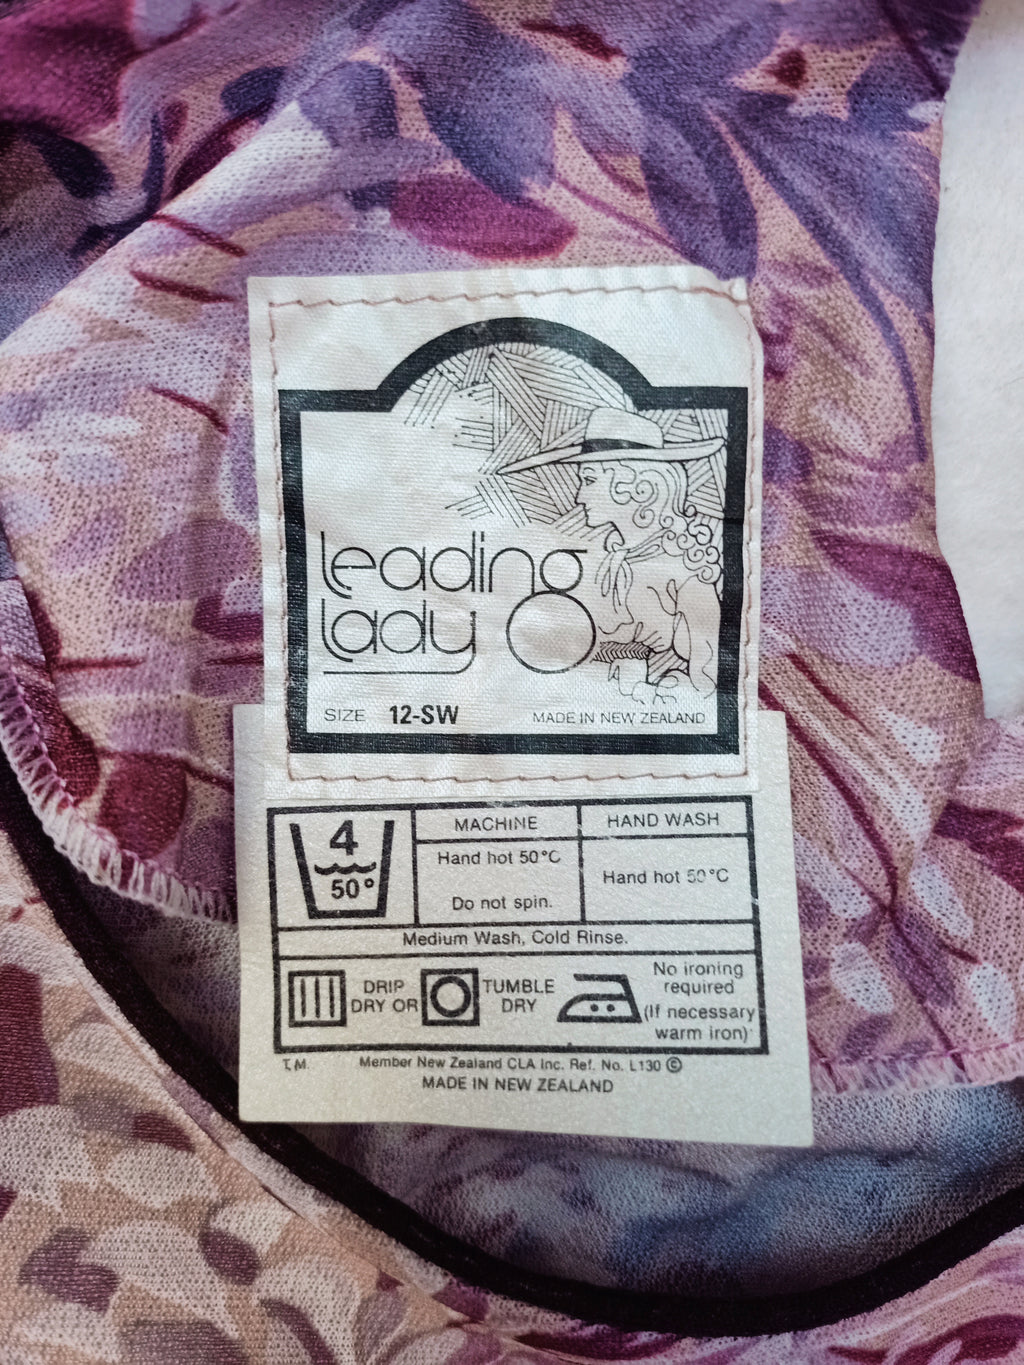 leading
lady
SIZE 12-SW MADE IN NEW ZEALAND
4
50°
MACHINE
Hand hot 50°C
Do not spin.
HAND WASH
Hand hot 50°C
Medium Wash, Cold Rinse.
DRIP
DRY OR
TUMBLE
DRY
No ironing
required
(If necessary
warm iron)
T.M. Member New Zealand CLA Inc. Ref. No. L130 ©
MADE IN NEW ZEALAND